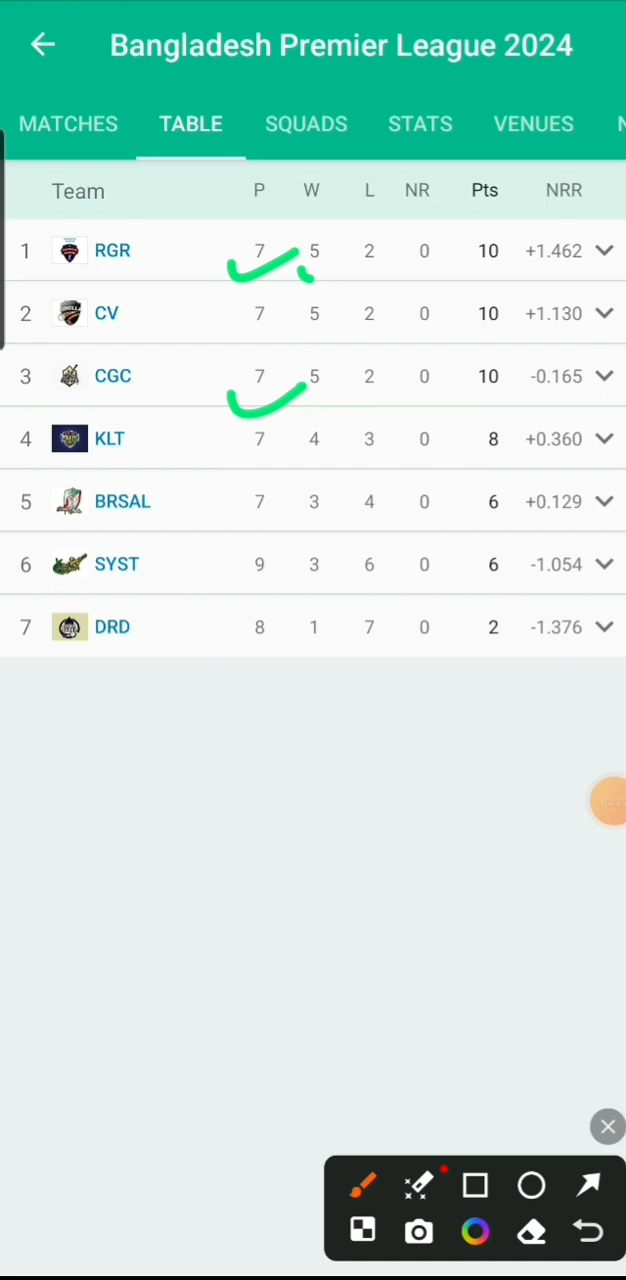 Bangladesh Premier League 2024
MATCHES TABLE SQUADS STATS VENUES N
Team P W L NR Pts NRR
1 RGR 7 5 2 0 10 +1.462
2 CV 7 5 2 0 10 +1.130
3 CGC 7 5 2 0 10 -0.165
4 KLT 7 4 3 0 8 +0.360
5 BRSAL 7 3 4 0 6 +0.129
6 SYST 9 3 6 0 6 -1.054
7 DRD 8 1 7 0 2 -1.376